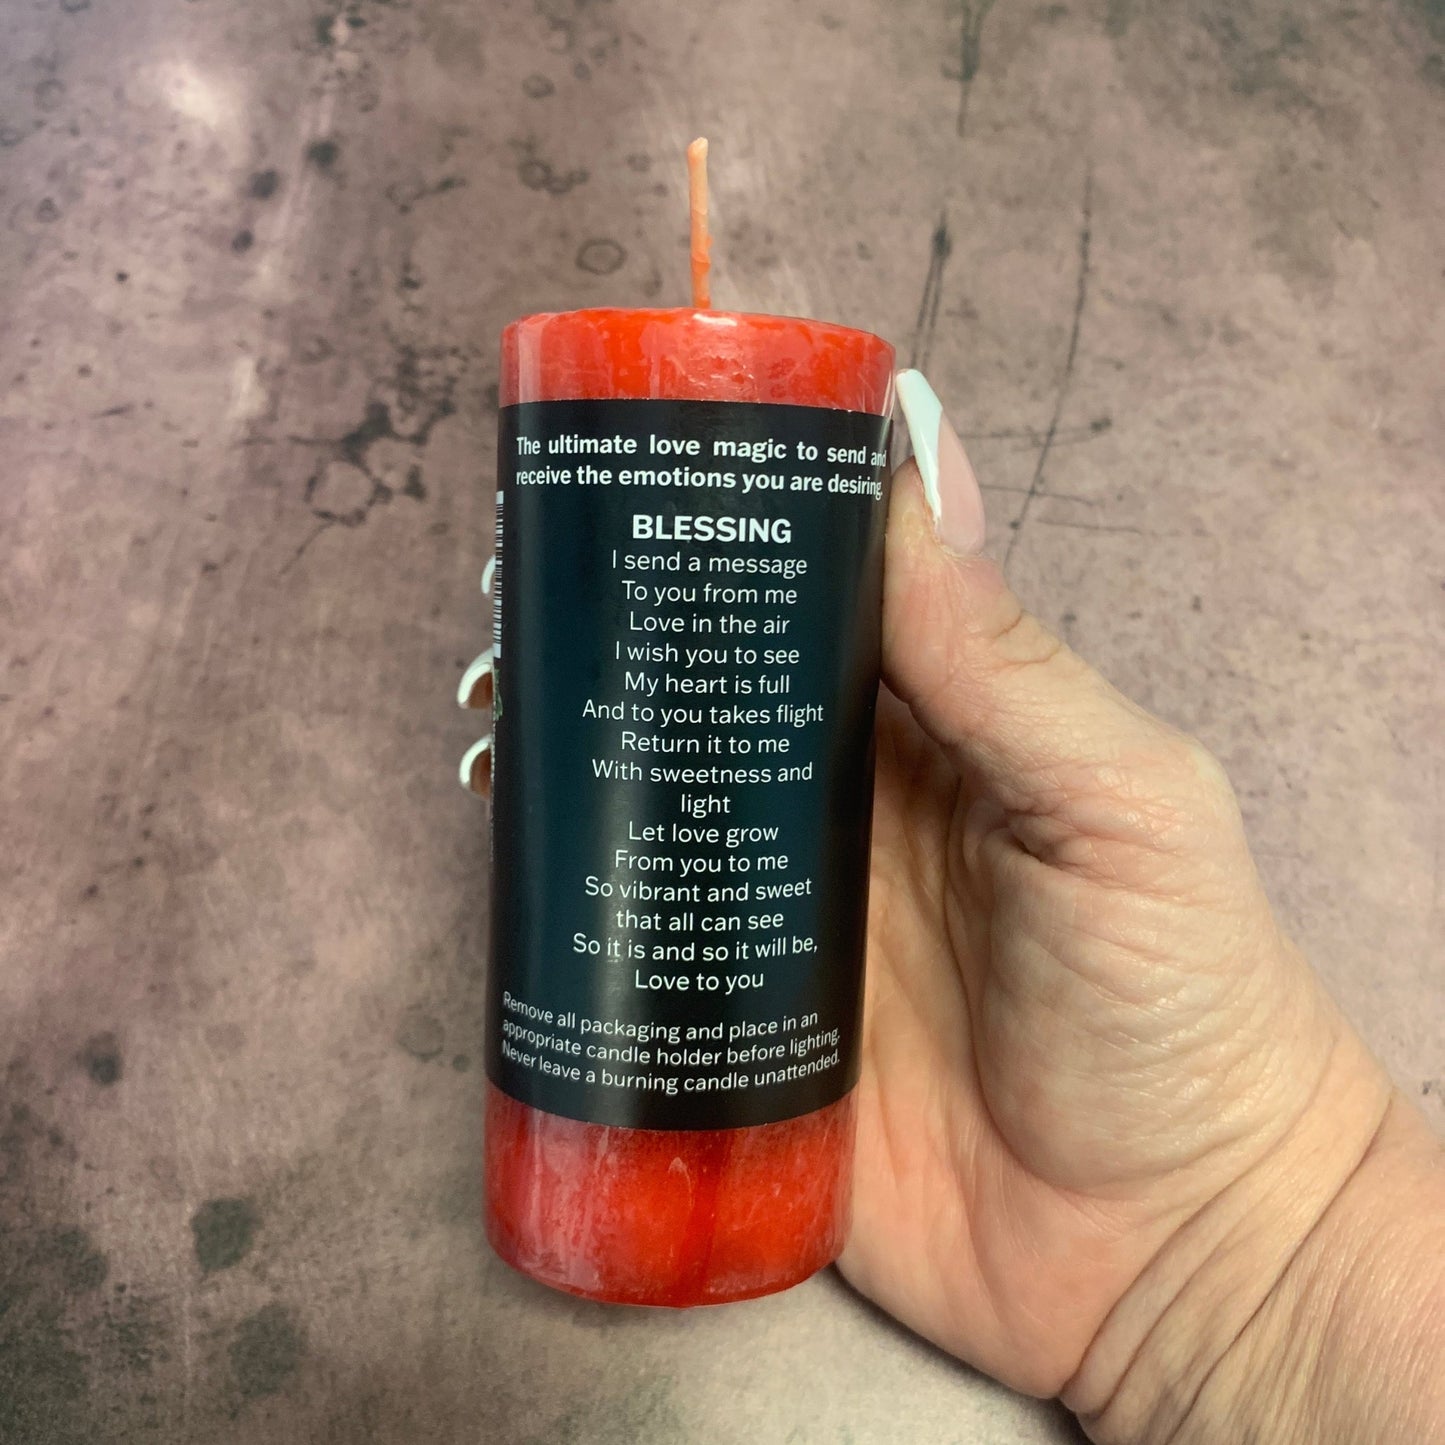 The ultimate love magic to send and
receive the emotions you are desiring.
BLESSING
I send a message
To you from me
Love in the air
I wish you to see
My heart is full
And to you takes flight
Return it to me
With sweetness and
light
Let love grow
From you to me
So vibrant and sweet
that all can see
So it is and so it will be,
Love to you
Remove all packaging and place in an
appropriate candle holder before lighting.
Never leave a burning candle unattended.